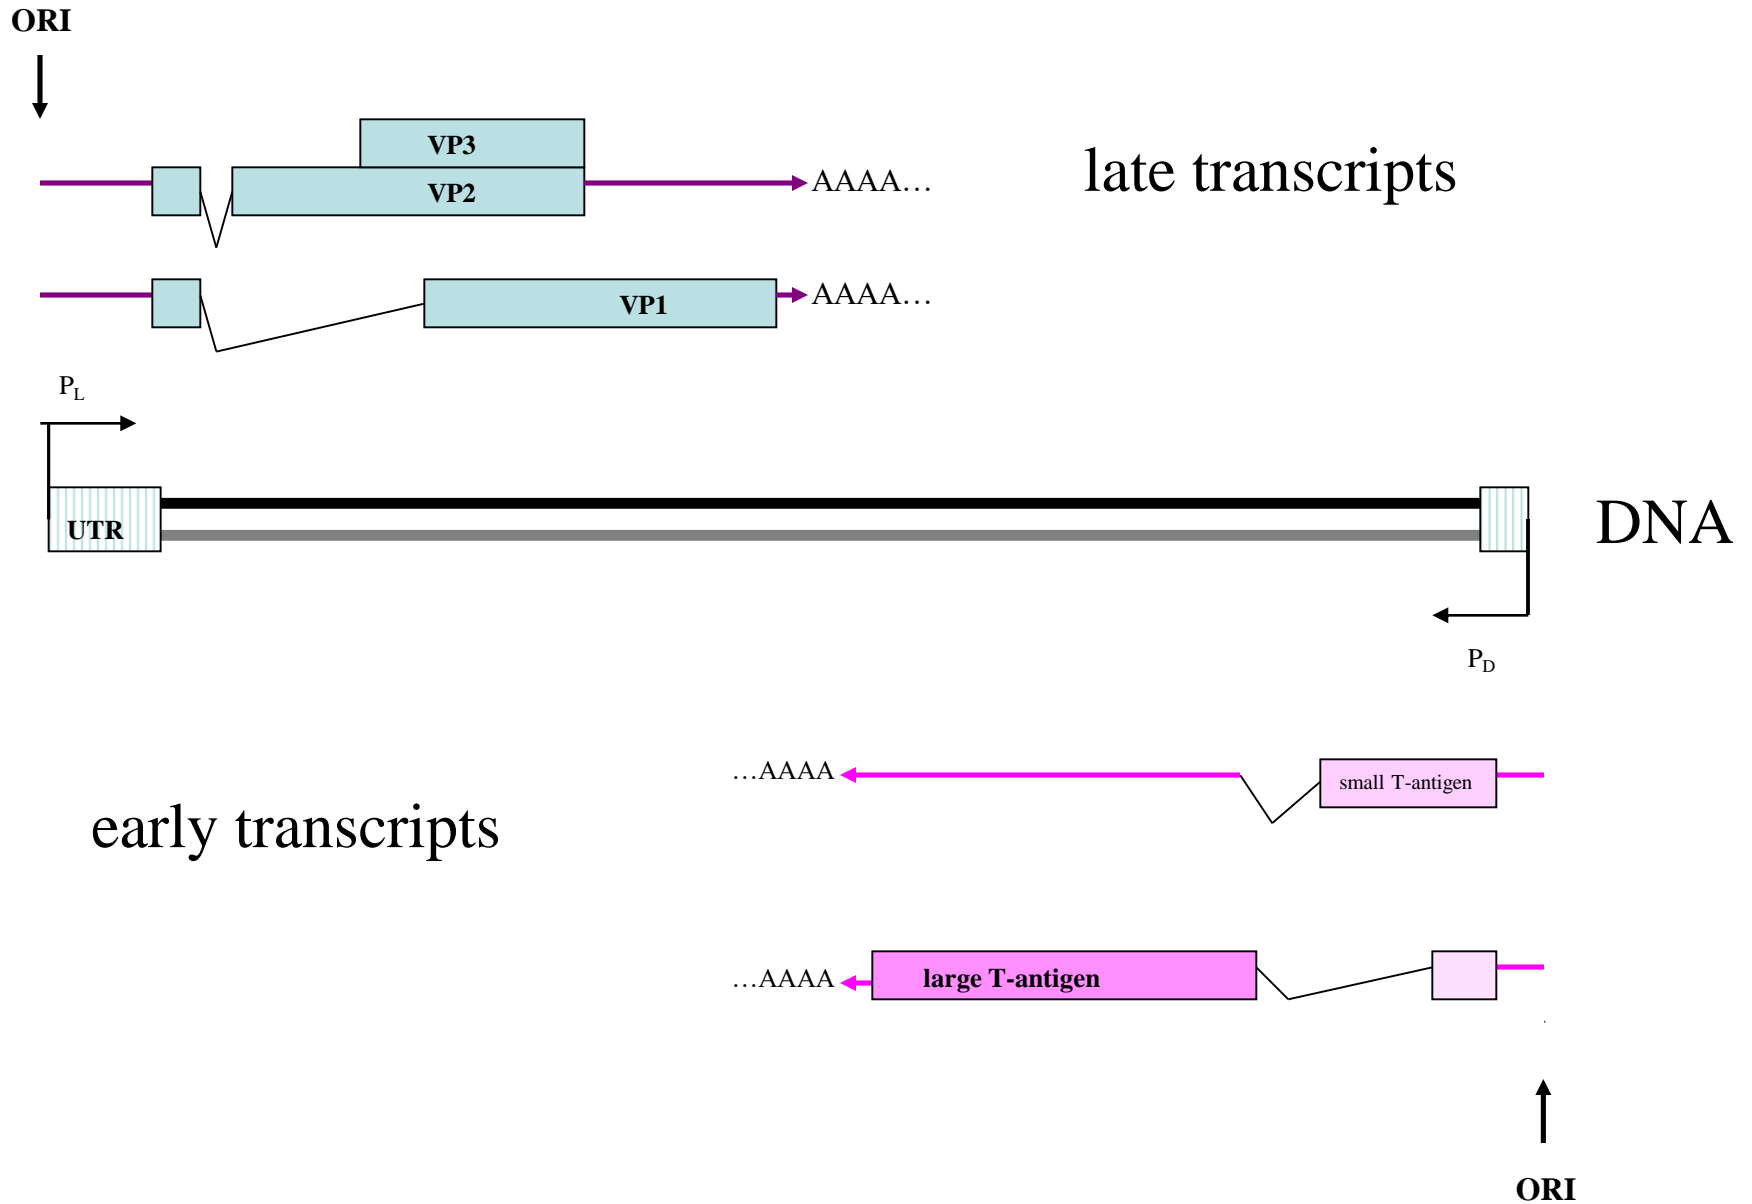 ORI
VP3
VP2
AAAA…
late transcripts
VP1
AAAA…
PL
UTR
DNA
PD
…AAAA
small T-antigen
early transcripts
…AAAA
large T-antigen
ORI